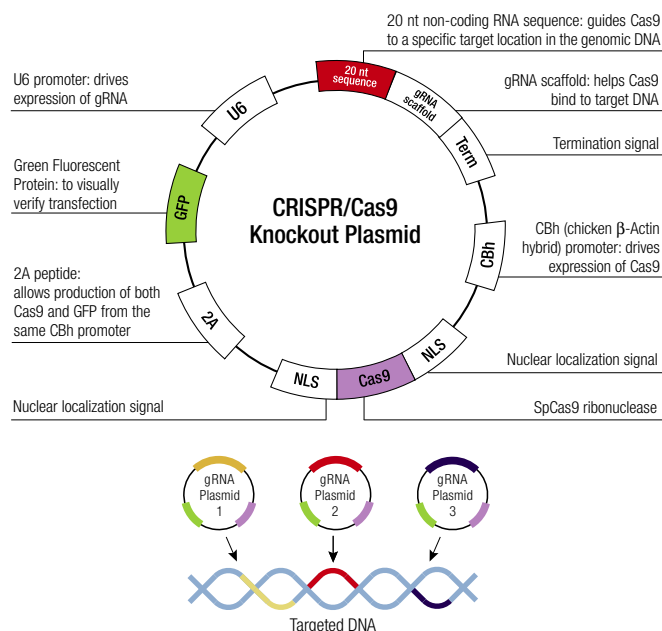 20 nt non-coding RNA sequence: guides Cas9
to a specific target location in the genomic DNA
U6 promoter: drives
expression of gRNA
20 nt
sequence
gRNA
scaffold
gRNA scaffold: helps Cas9
bind to target DNA
U6
Term
Termination signal
Green Fluorescent
Protein: to visually
verify transfection
GFP
CRISPR/Cas9
Knockout Plasmid
CBh
CBh (chicken β-Actin
hybrid) promoter: drives
expression of Cas9
2A peptide:
allows production of both
Cas9 and GFP from the
same CBh promoter
2A
NLS
Cas9
NLS
Nuclear localization signal
Nuclear localization signal
SpCas9 ribonuclease
gRNA
Plasmid
1
gRNA
Plasmid
2
gRNA
Plasmid
3
Targeted DNA